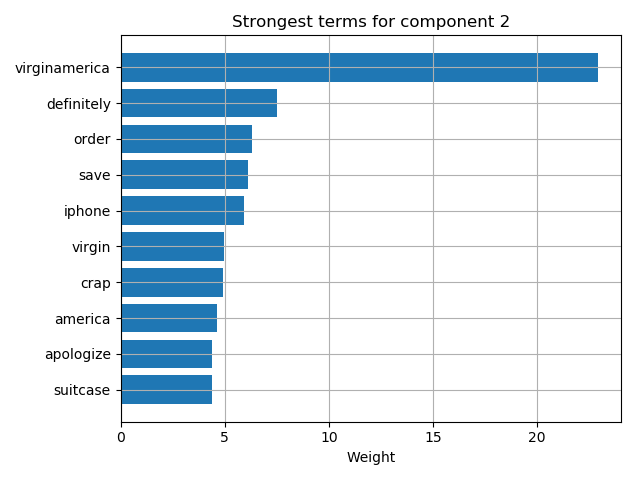 Strongest terms for component 2
virginamerica
definitely
order
save
iphone
virgin
crap
america
apologize
suitcase
0 5 10 15 20
Weight